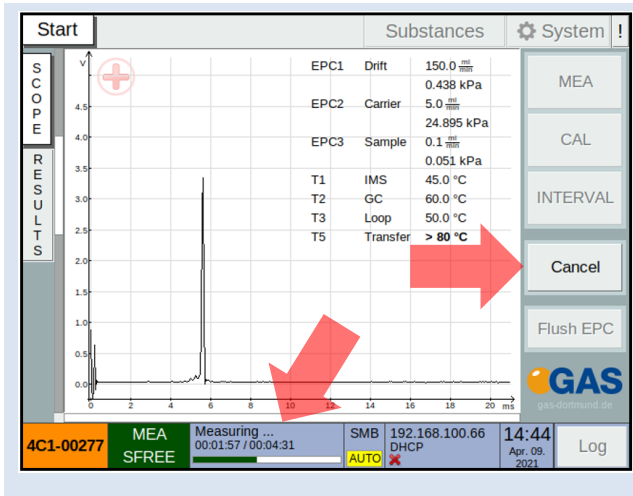 Start
Substances
System
!
S
C
O
P
E
R
E
S
U
L
T
S
V
4.5
4.0
3.5
3.0
2.5
2.0
1.5
1.0
0.5
0.0
0 2 4 6 8 10 12 14 16 18 20 ms
EPC1 Drift 150.0 ml/min
0.438 kPa
EPC2 Carrier 5.0 ml/min
24.895 kPa
EPC3 Sample 0.1 ml/min
0.051 kPa
T1 IMS 45.0 °C
T2 GC 60.0 °C
T3 Loop 50.0 °C
T5 Transfer > 80 °C
MEA
CAL
INTERVAL
Cancel
Flush EPC
GAS
gas-dortmund.de
4C1-00277
MEA
SFREE
Measuring ...
00:01:57 / 00:04:31
SMB
AUTO
192.168.100.66
DHCP
14:44
Apr. 09.
2021
Log